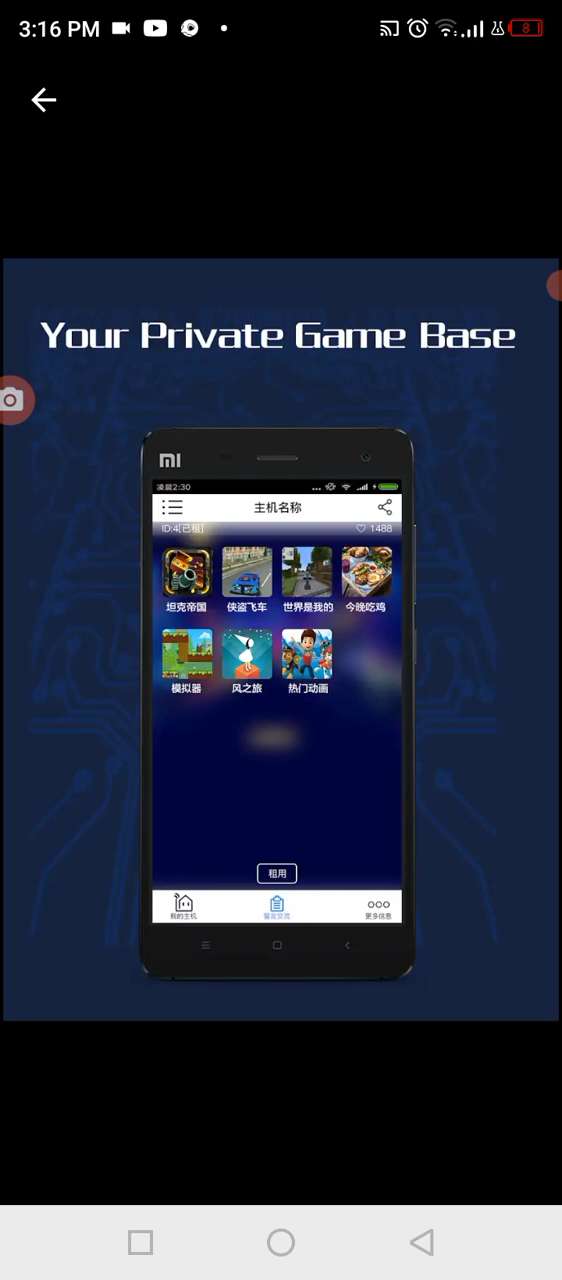 3:16 PM
8
Your Private Game Base
mi
凌晨2:30
主机名称
ID:4[已租]
1488
坦克帝国 侠盗飞车 世界是我的 今晚吃鸡
模拟器 风之旅 热门动画
租用
我的主机 留言交流 更多信息